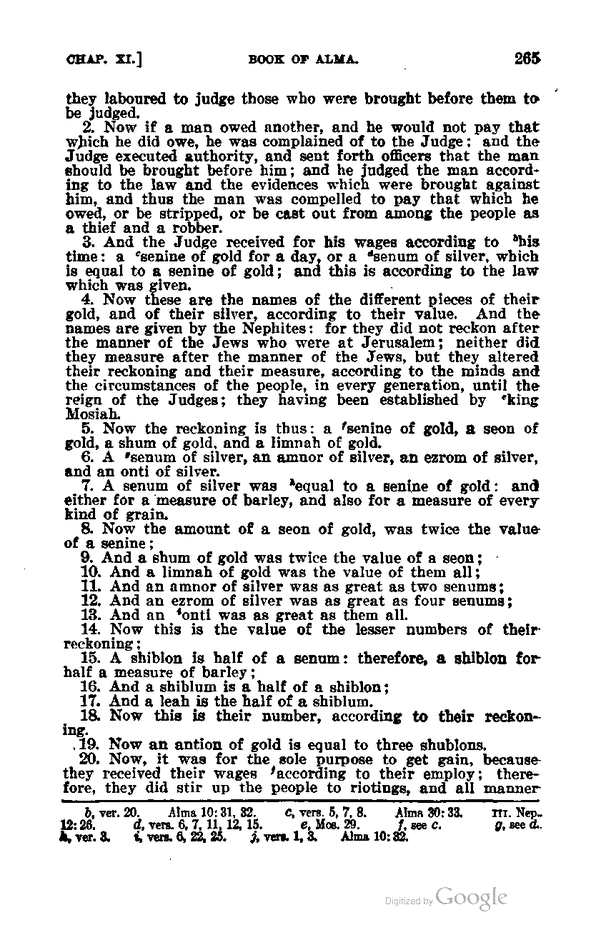 CHAP. XI.] BOOK OF ALMA. 265
they laboured to judge those who were brought before them to
be judged.
2. Now if a man owed another, and he would not pay that
which he did owe, he was complained of to the Judge: and the
Judge executed authority, and sent forth officers that the man
should be brought before him; and he judged the man accord-
ing to the law and the evidences which were brought against
him, and thus the man was compelled to pay that which he
owed, or be stripped, or be cast out from among the people as
a thief and a robber.
3. And the Judge received for his wages according to ᵇhis
time: a ᶜsenine of gold for a day, or a ᵈsenum of silver, which
is equal to a senine of gold; and this is according to the law
which was given.
4. Now these are the names of the different pieces of their
gold, and of their silver, according to their value. And the
names are given by the Nephites: for they did not reckon after
the manner of the Jews who were at Jerusalem; neither did
they measure after the manner of the Jews, but they altered
their reckoning and their measure, according to the minds and
the circumstances of the people, in every generation, until the
reign of the Judges; they having been established by ᵉking
Mosiah.
5. Now the reckoning is thus: a ᶠsenine of gold, a seon of
gold, a shum of gold, and a limnah of gold.
6. A ᵍsenum of silver, an amnor of silver, an ezrom of silver,
and an onti of silver.
7. A senum of silver was ʰequal to a senine of gold: and
either for a measure of barley, and also for a measure of every
kind of grain.
8. Now the amount of a seon of gold, was twice the value
of a senine;
9. And a shum of gold was twice the value of a seon;
10. And a limnah of gold was the value of them all;
11. And an amnor of silver was as great as two senums;
12. And an ezrom of silver was as great as four senums;
13. And an ⁱonti was as great as them all.
14. Now this is the value of the lesser numbers of their
reckoning;
15. A shiblon is half of a senum: therefore, a shiblon for
half a measure of barley;
16. And a shiblum is a half of a shiblon;
17. And a leah is the half of a shiblum.
18. Now this is their number, according to their reckon-
ing.
19. Now an antion of gold is equal to three shublons.
20. Now, it was for the sole purpose to get gain, because
they received their wages ʲaccording to their employ; there-
fore, they did stir up the people to riotings, and all manner
b, ver. 20. Alma 10: 31, 32. c, vers. 5, 7, 8. Alma 30: 33. III. Nep.
12: 26. d, vers. 6, 7, 11, 12, 15. e, Mos. 29. f, see c. g, see d.
h, ver. 3. i, vers. 6, 22, 25. j, vers. 1, 3. Alma 10: 32.
Digitized by Google